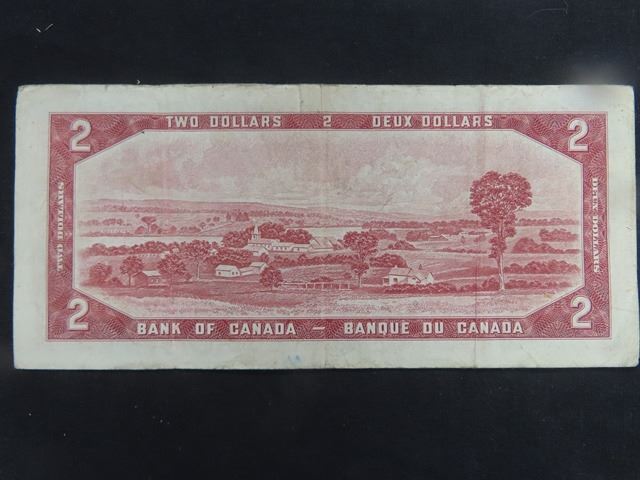 TWO DOLLARS 2 DEUX DOLLARS
2
2
TWO DOLLARS
DEUX DOLLARS
2
2
BANK OF CANADA — BANQUE DU CANADA